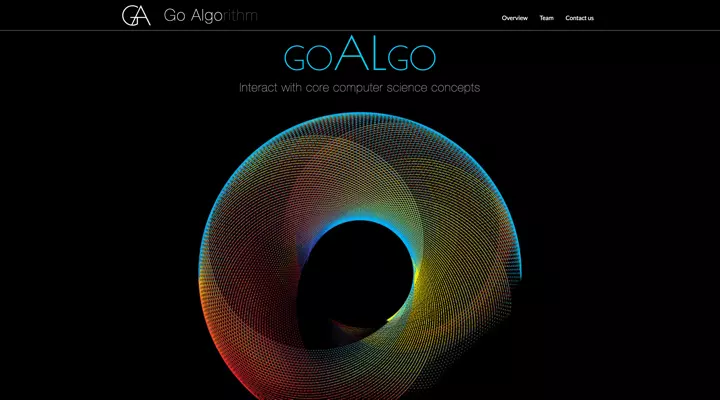 GA Go Algorithm
Overview Team Contact us
GOALGO
Interact with core computer science concepts